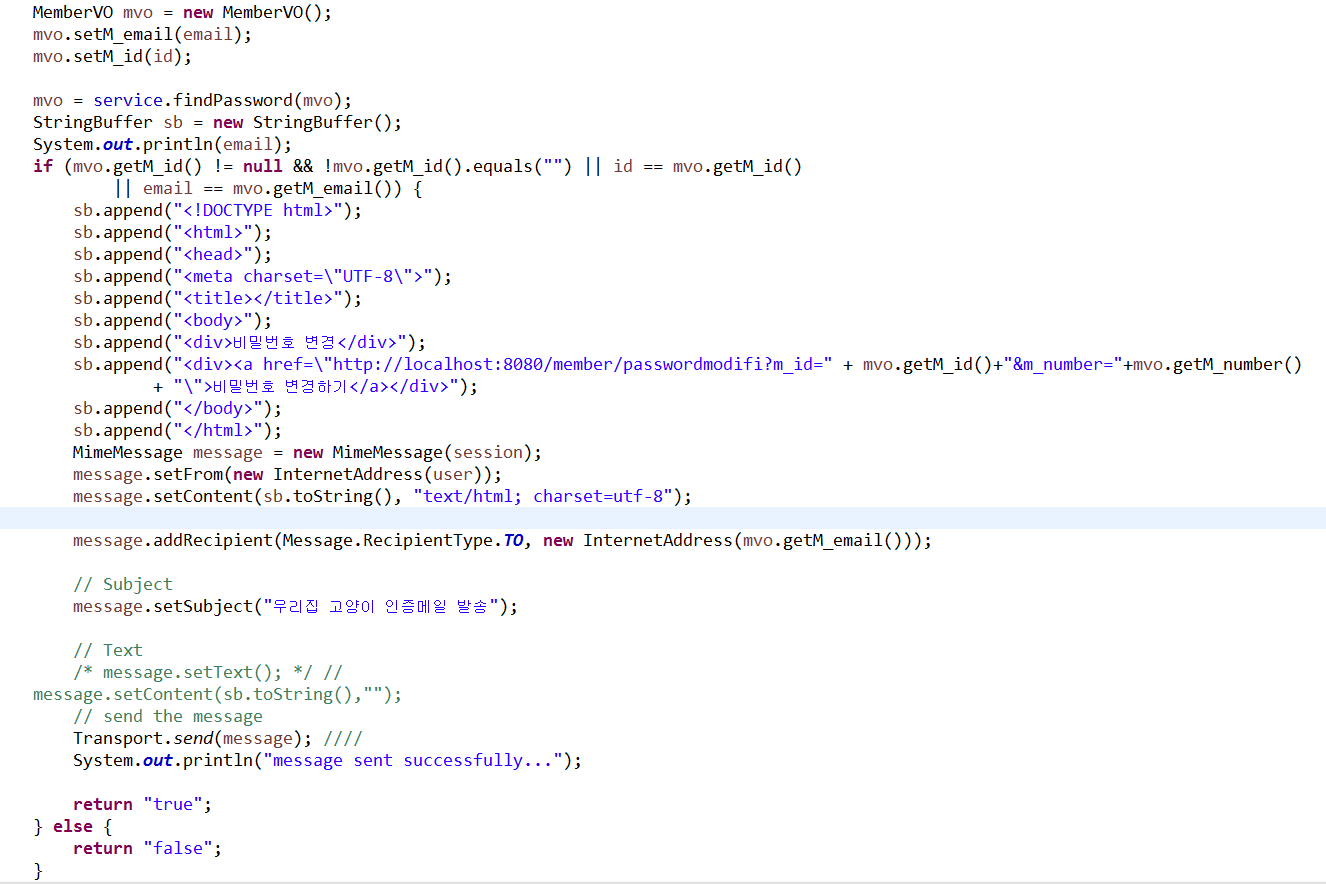 MemberVO mvo = new MemberVO();
mvo.setM_email(email);
mvo.setM_id(id);
mvo = service.findPassword(mvo);
StringBuffer sb = new StringBuffer();
System.out.println(email);
if (mvo.getM_id() != null && !mvo.getM_id().equals("") || id == mvo.getM_id()
|| email == mvo.getM_email()) {
sb.append("<!DOCTYPE html>");
sb.append("<html>");
sb.append("<head>");
sb.append("<meta charset=\"UTF-8\">");
sb.append("<title></title>");
sb.append("<body>");
sb.append("<div>비밀번호 변경</div>");
sb.append("<div><a href=\"http://localhost:8080/member/passwordmodifi?m_id=" + mvo.getM_id()+"&m_number="+mvo.getM_number()
+ "\">비밀번호 변경하기</a></div>");
sb.append("</body>");
sb.append("</html>");
MimeMessage message = new MimeMessage(session);
message.setFrom(new InternetAddress(user));
message.setContent(sb.toString(), "text/html; charset=utf-8");
message.addRecipient(Message.RecipientType.TO, new InternetAddress(mvo.getM_email()));
// Subject
message.setSubject("우리집 고양이 인증메일 발송");
// Text
/* message.setText(); */ //
message.setContent(sb.toString(),"");
// send the message
Transport.send(message); ////
System.out.println("message sent successfully...");
return "true";
} else {
return "false";
}